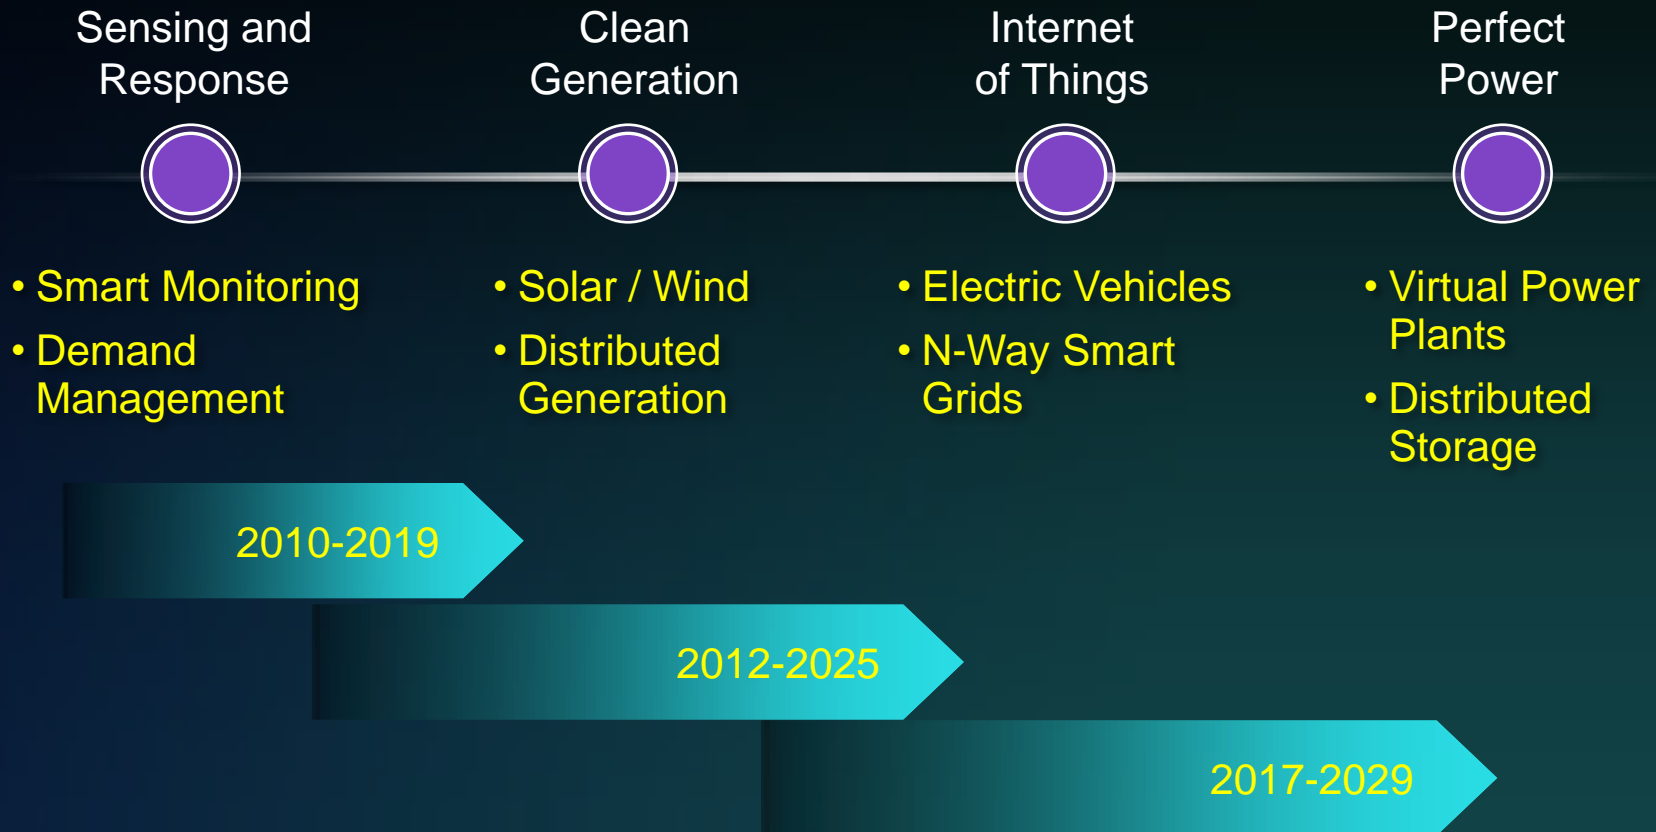 Sensing and
Response
Clean
Generation
Internet
of Things
Perfect
Power
• Smart Monitoring
• Demand
Management
• Solar / Wind
• Distributed
Generation
• Electric Vehicles
• N-Way Smart
Grids
• Virtual Power
Plants
• Distributed
Storage
2010-2019
2012-2025
2017-2029